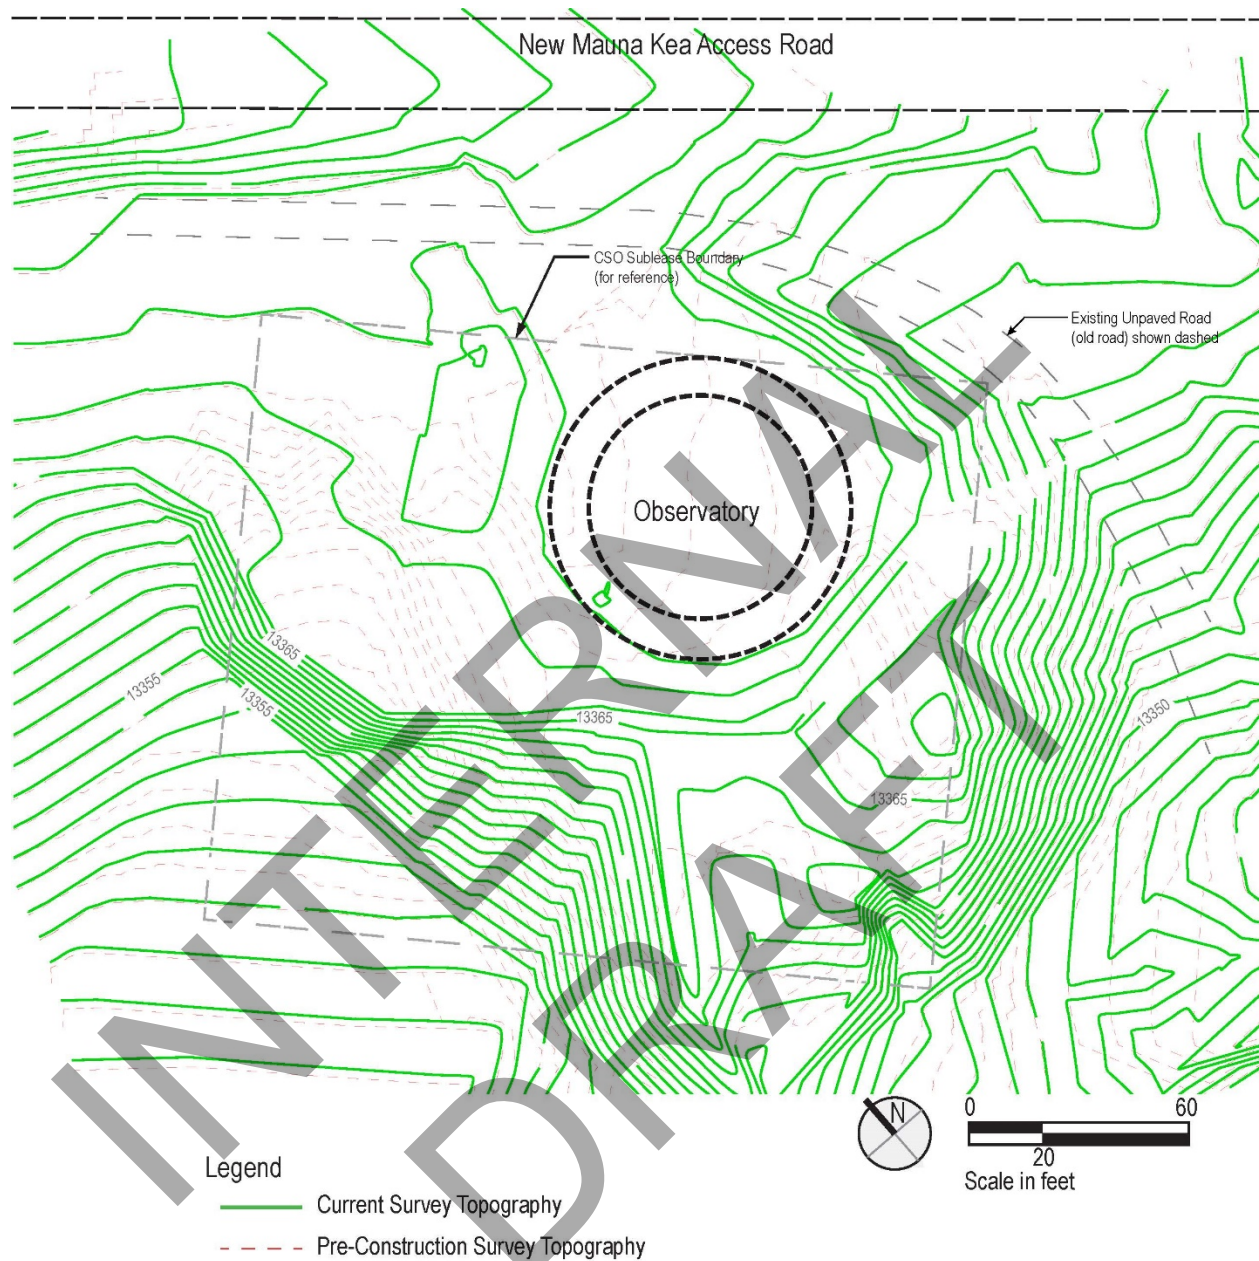 New Mauna Kea Access Road
CSO Sublease Boundary
(for reference)
Existing Unpaved Road
(old road) shown dashed
Observatory
13365
13355
13355
13365
13350
13365
INTERNAL
DRAFT
N
0 60
20
Scale in feet
Legend
Current Survey Topography
Pre-Construction Survey Topography